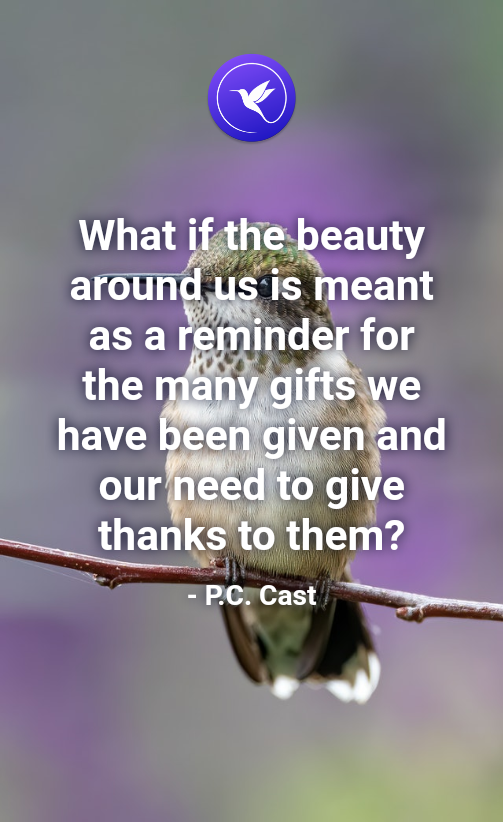 What if the beauty
around us is meant
as a reminder for
the many gifts we
have been given and
our need to give
thanks to them?
- P.C. Cast